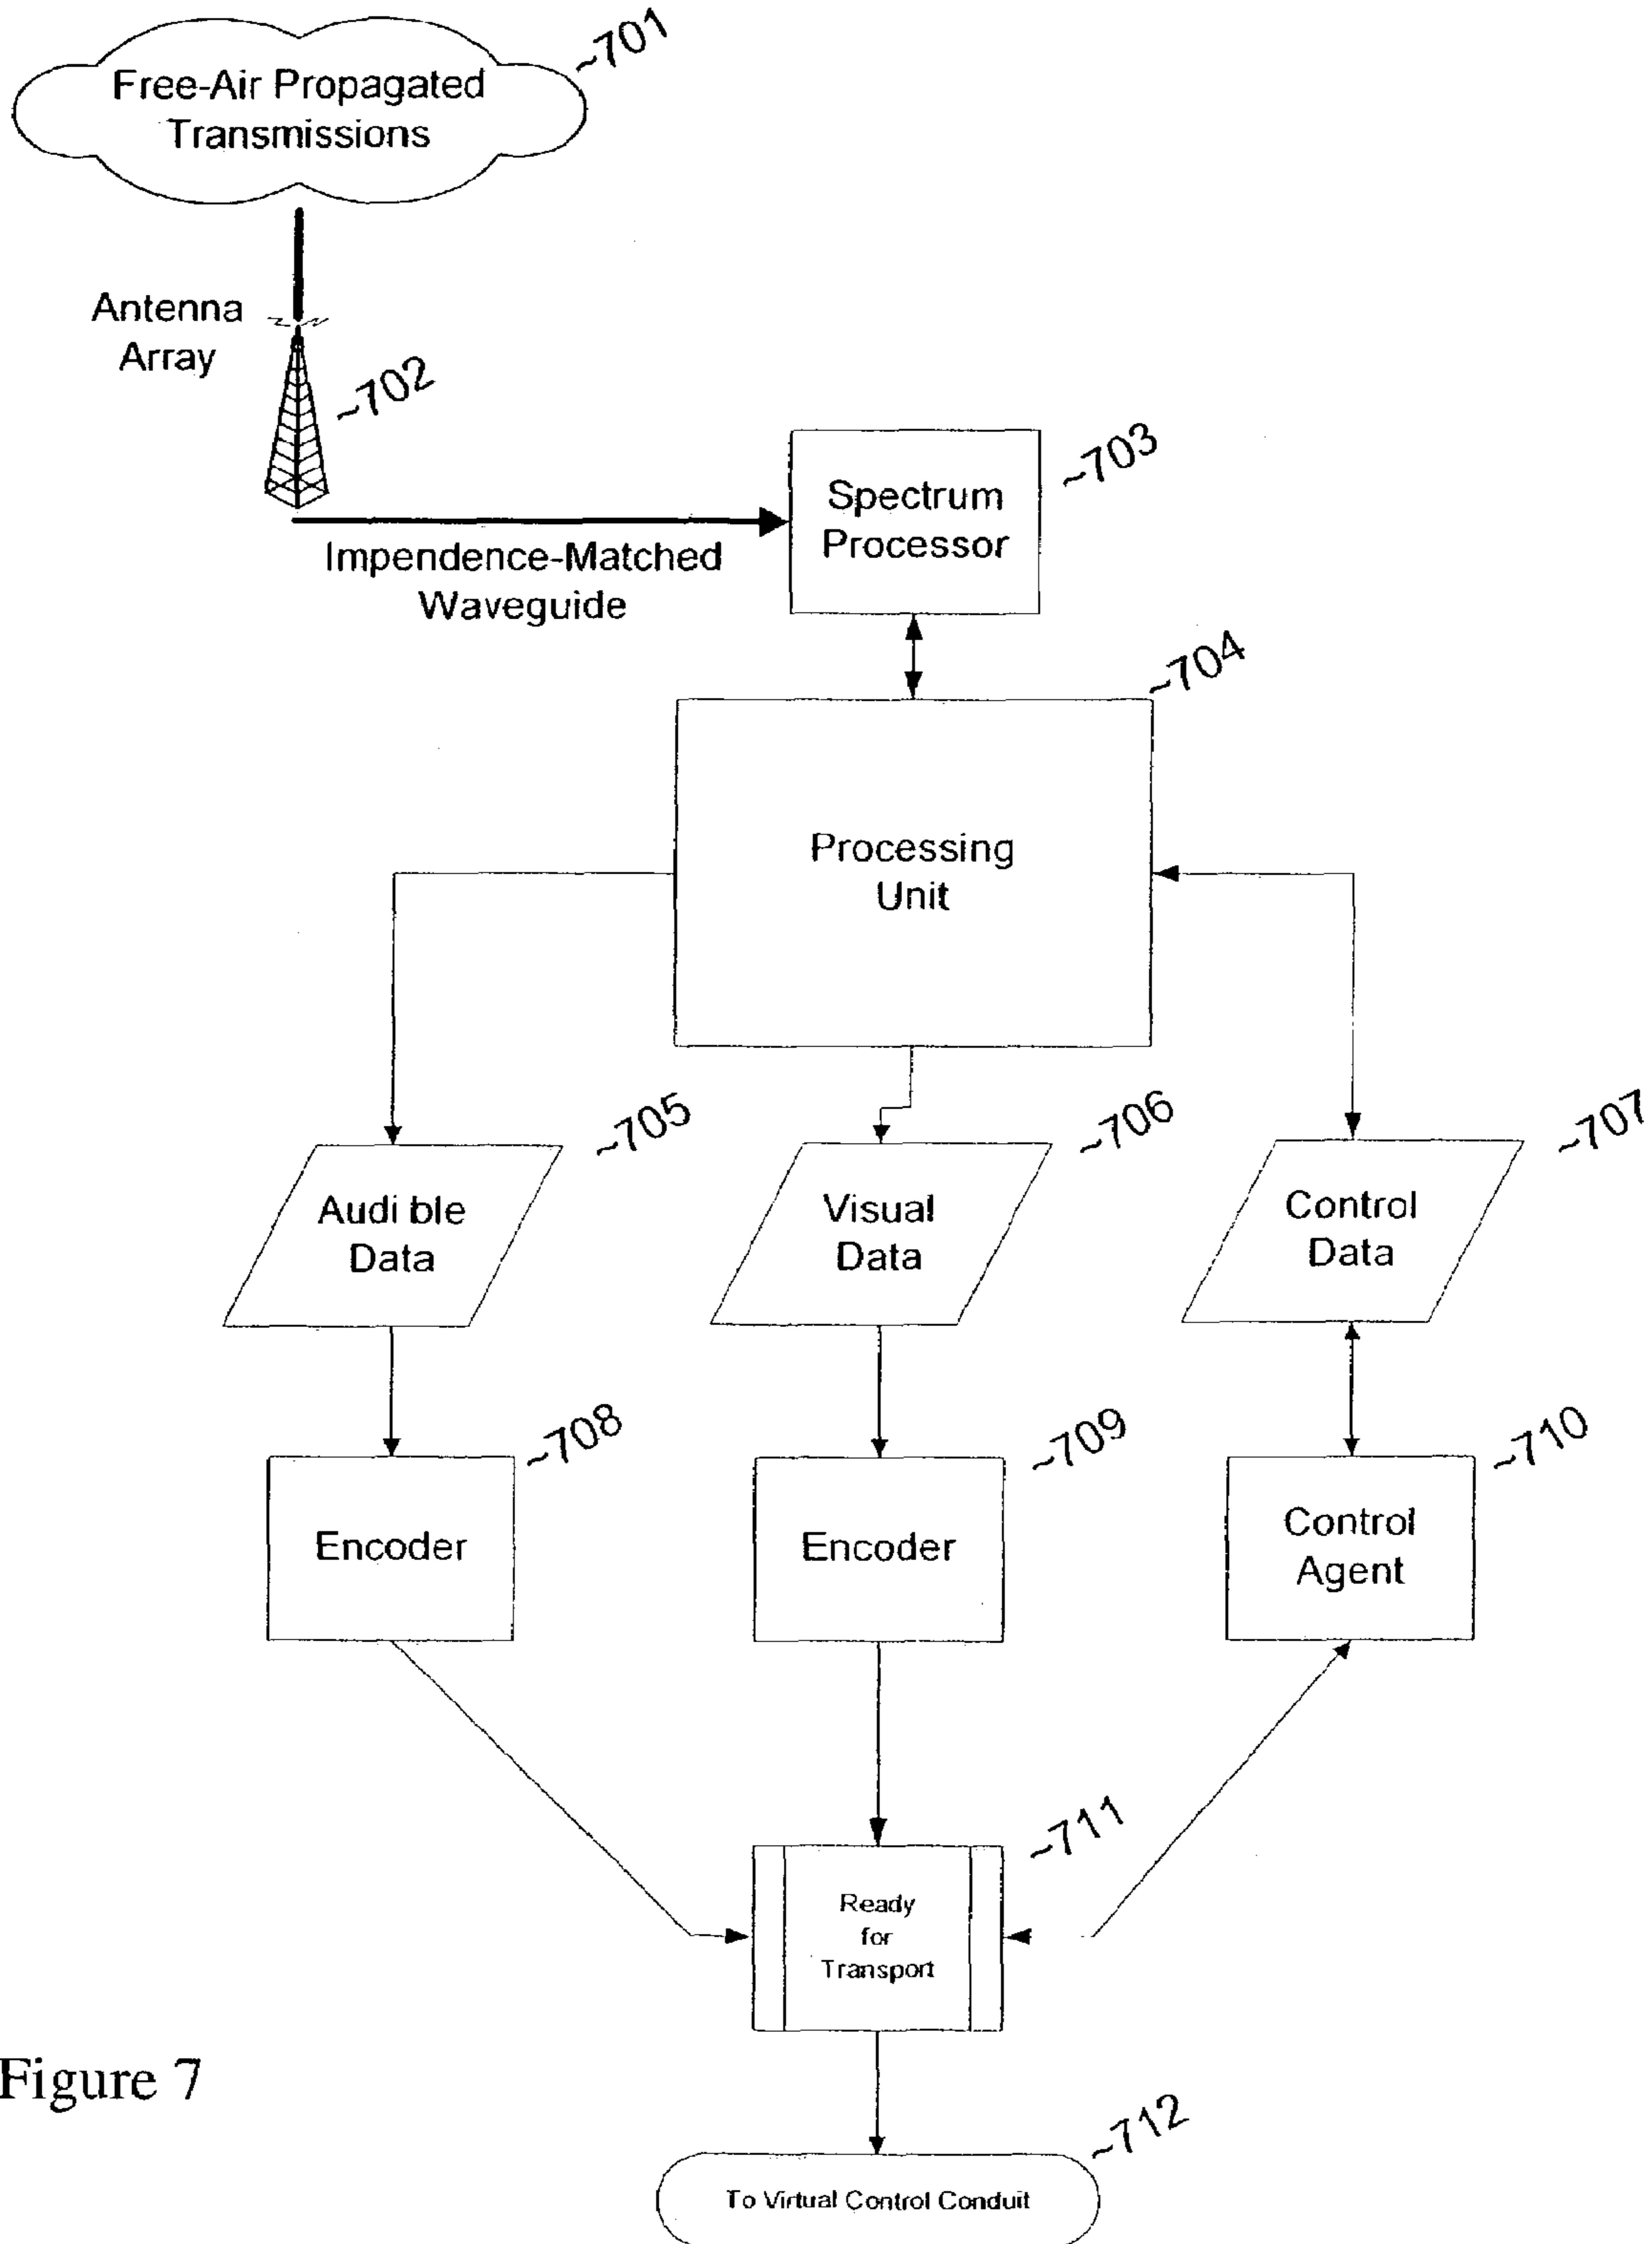 ~701
Free-Air Propagated
Transmissions
Antenna
Array
~702
~703
Spectrum
Processor
Impendence-Matched
Waveguide
~704
Processing
Unit
~705
~706
~707
Audible
Data
Visual
Data
Control
Data
~708
~709
~710
Encoder
Encoder
Control
Agent
~711
Ready
for
Transport
Figure 7
~712
To Virtual Control Conduit